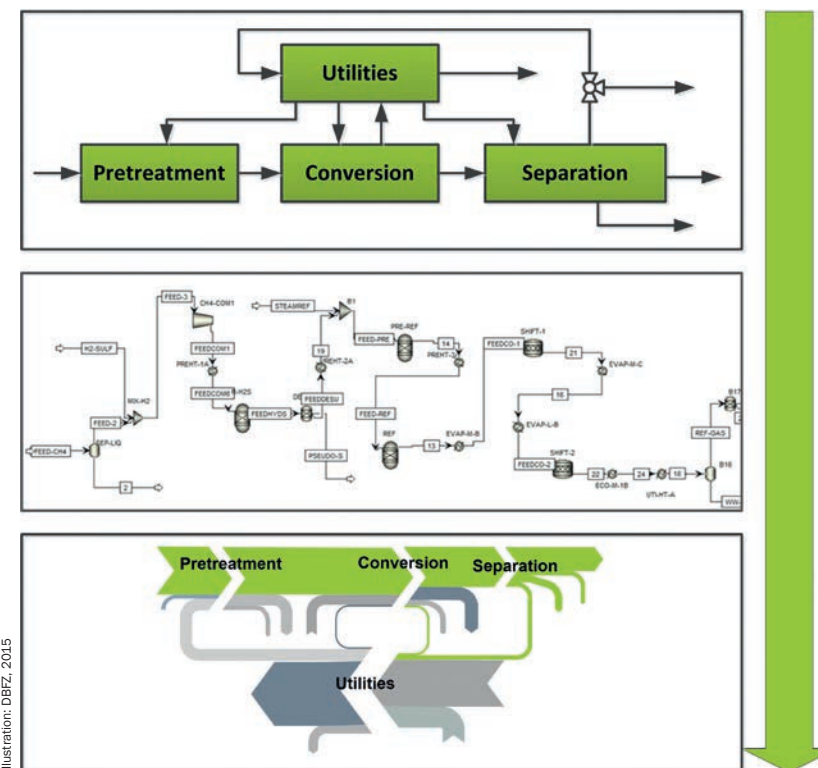 Utilities
Pretreatment
Conversion
Separation
FEED-3
CH4-COM1
STEAMREF
B1
H2-SULF
FEEDCOM1
19
FEED-PRE
PRE-REF
14
PREHT-3
FEEDCO-1
SHIFT-1
21
PREHT-1A
PREHT-2A
EVAP-M-C
MIX-H2
FEEDDESU
16
FEED-2
FEEDHYDS
FEED-REF
EVAP-L-B
REF-GAS
FEED-CH4
SEP-LIQ
PSEUDO-S
REF
13
EVAP-M-B
SHIFT-2
FEEDCO-2
22
ECO-M-1B
24
UTI-HT-A
18
B16
2
Pretreatment
Conversion
Separation
Utilities
Illustration: DBFZ, 2015